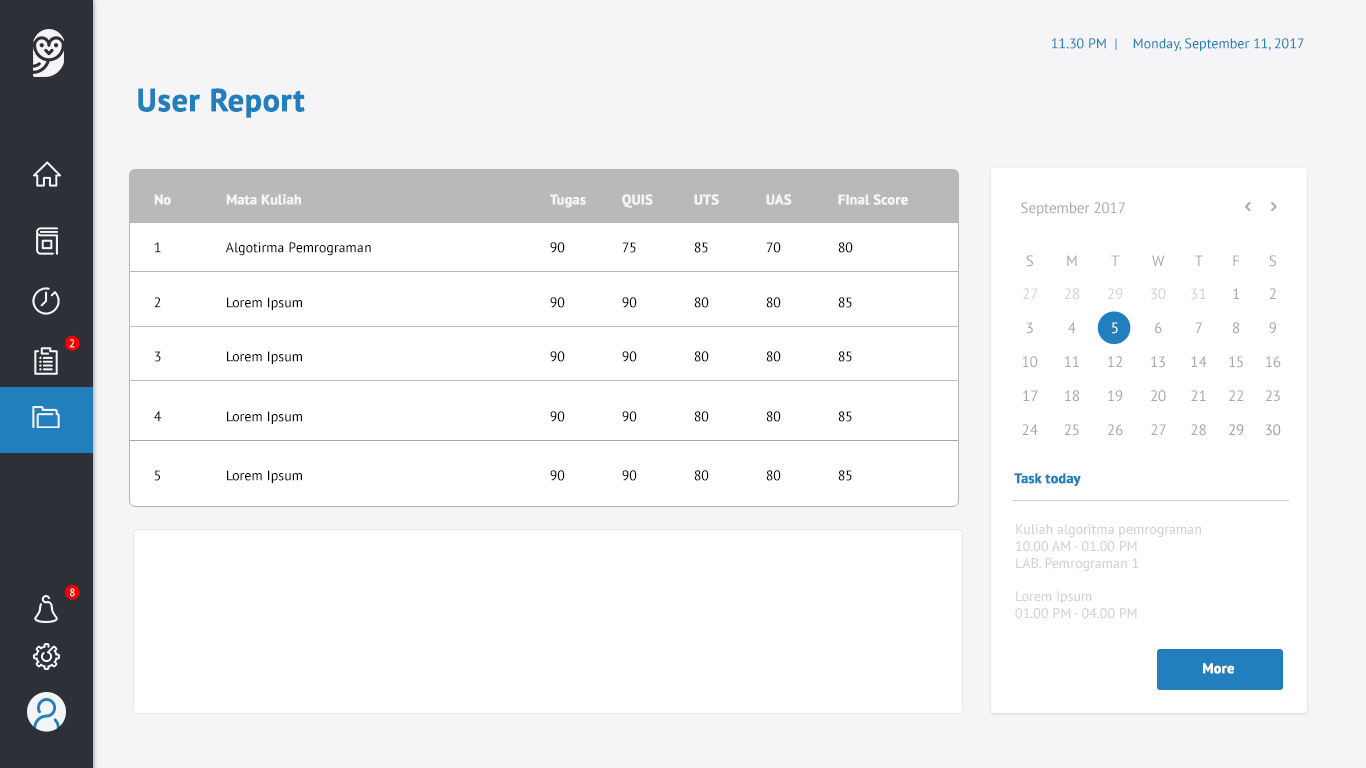 11.30 PM | Monday, September 11, 2017
User Report
No Mata Kuliah Tugas QUIS UTS UAS FInal Score
1 Algotirma Pemrograman 90 75 85 70 80
2 Lorem Ipsum 90 90 80 80 85
3 Lorem Ipsum 90 90 80 80 85
4 Lorem Ipsum 90 90 80 80 85
5 Lorem Ipsum 90 90 80 80 85
2
8
September 2017
S M T W T F S
27 28 29 30 31 1 2
3 4 5 6 7 8 9
10 11 12 13 14 15 16
17 18 19 20 21 22 23
24 25 26 27 28 29 30
Task today
Kuliah algoritma pemrograman
10.00 AM - 01.00 PM
LAB. Pemrograman 1
Lorem Ipsum
01.00 PM - 04.00 PM
More